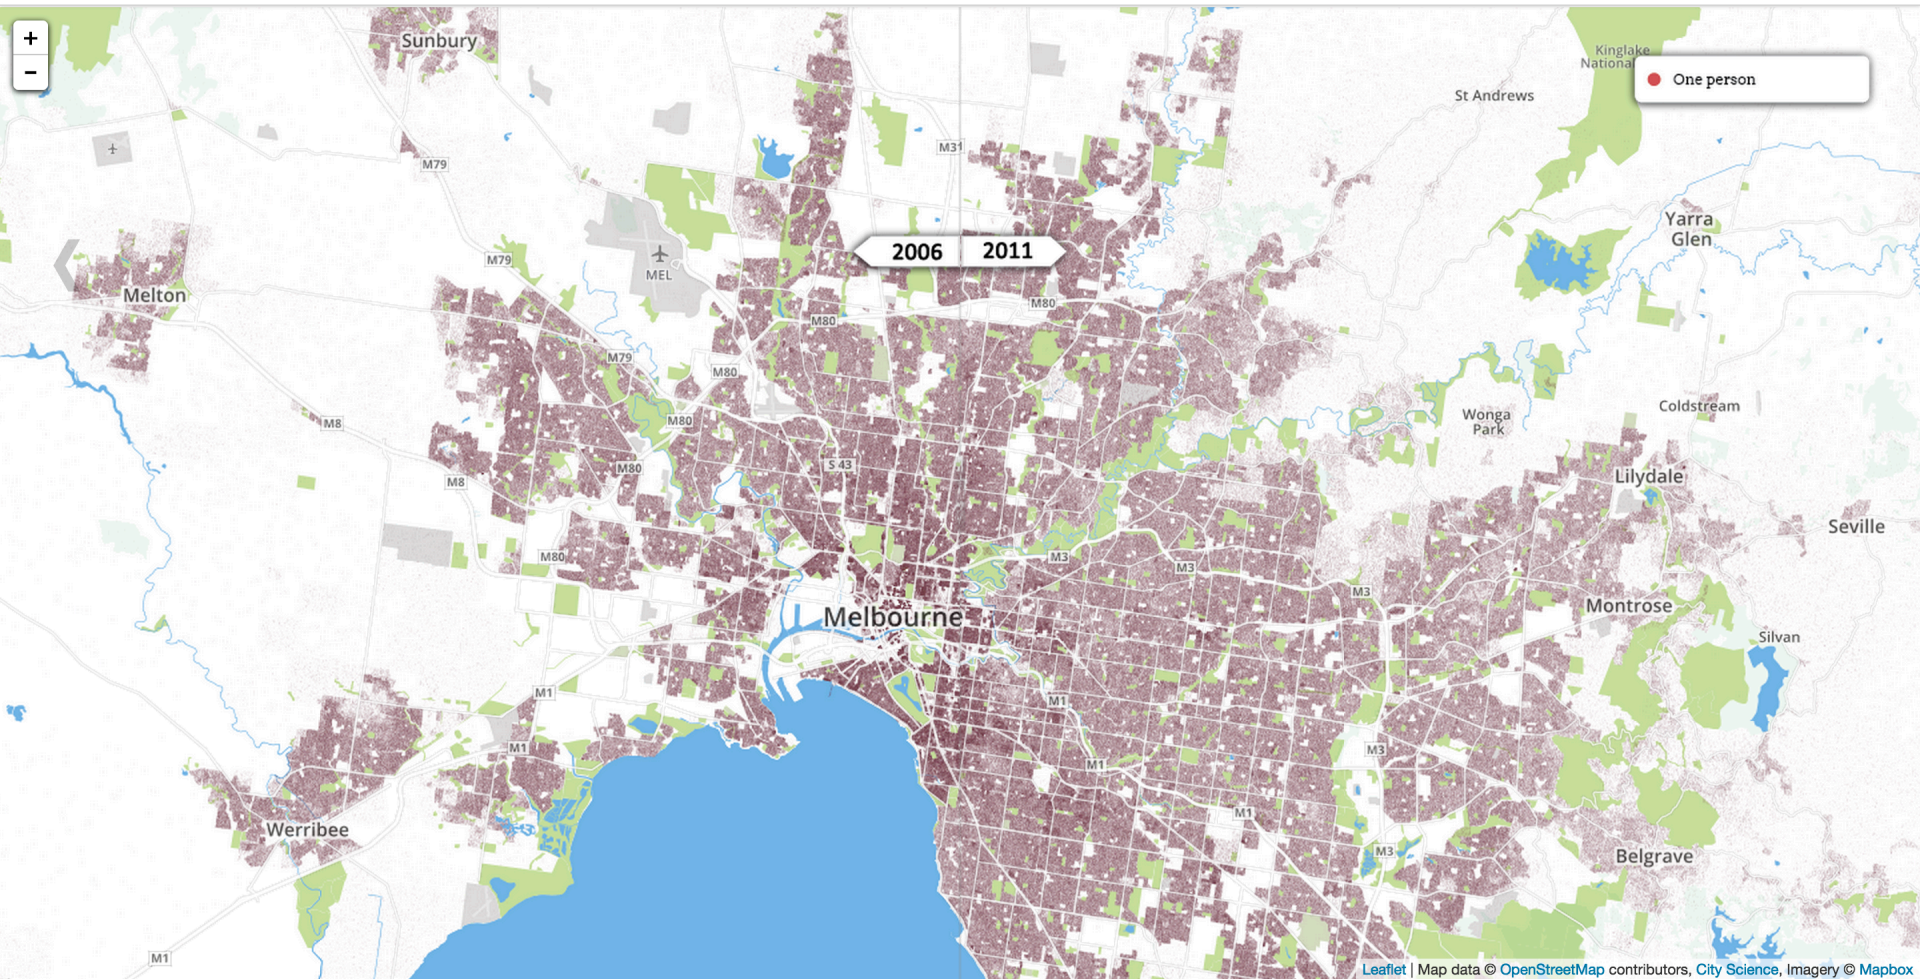 +
Sunbury
−
Kinglake
National
One person
St Andrews
M31
M79
Yarra
Glen
2006
2011
M79
MEL
Melton
M80
M80
M79
M80
Coldstream
Wonga
Park
M8
M80
S 43
M80
Lilydale
M8
Seville
M80
M3
M3
M3
Montrose
Melbourne
Silvan
M1
M1
M1
M3
M1
M1
Werribee
M3
Belgrave
M1
Leaflet | Map data © OpenStreetMap contributors, City Science, Imagery © Mapbox